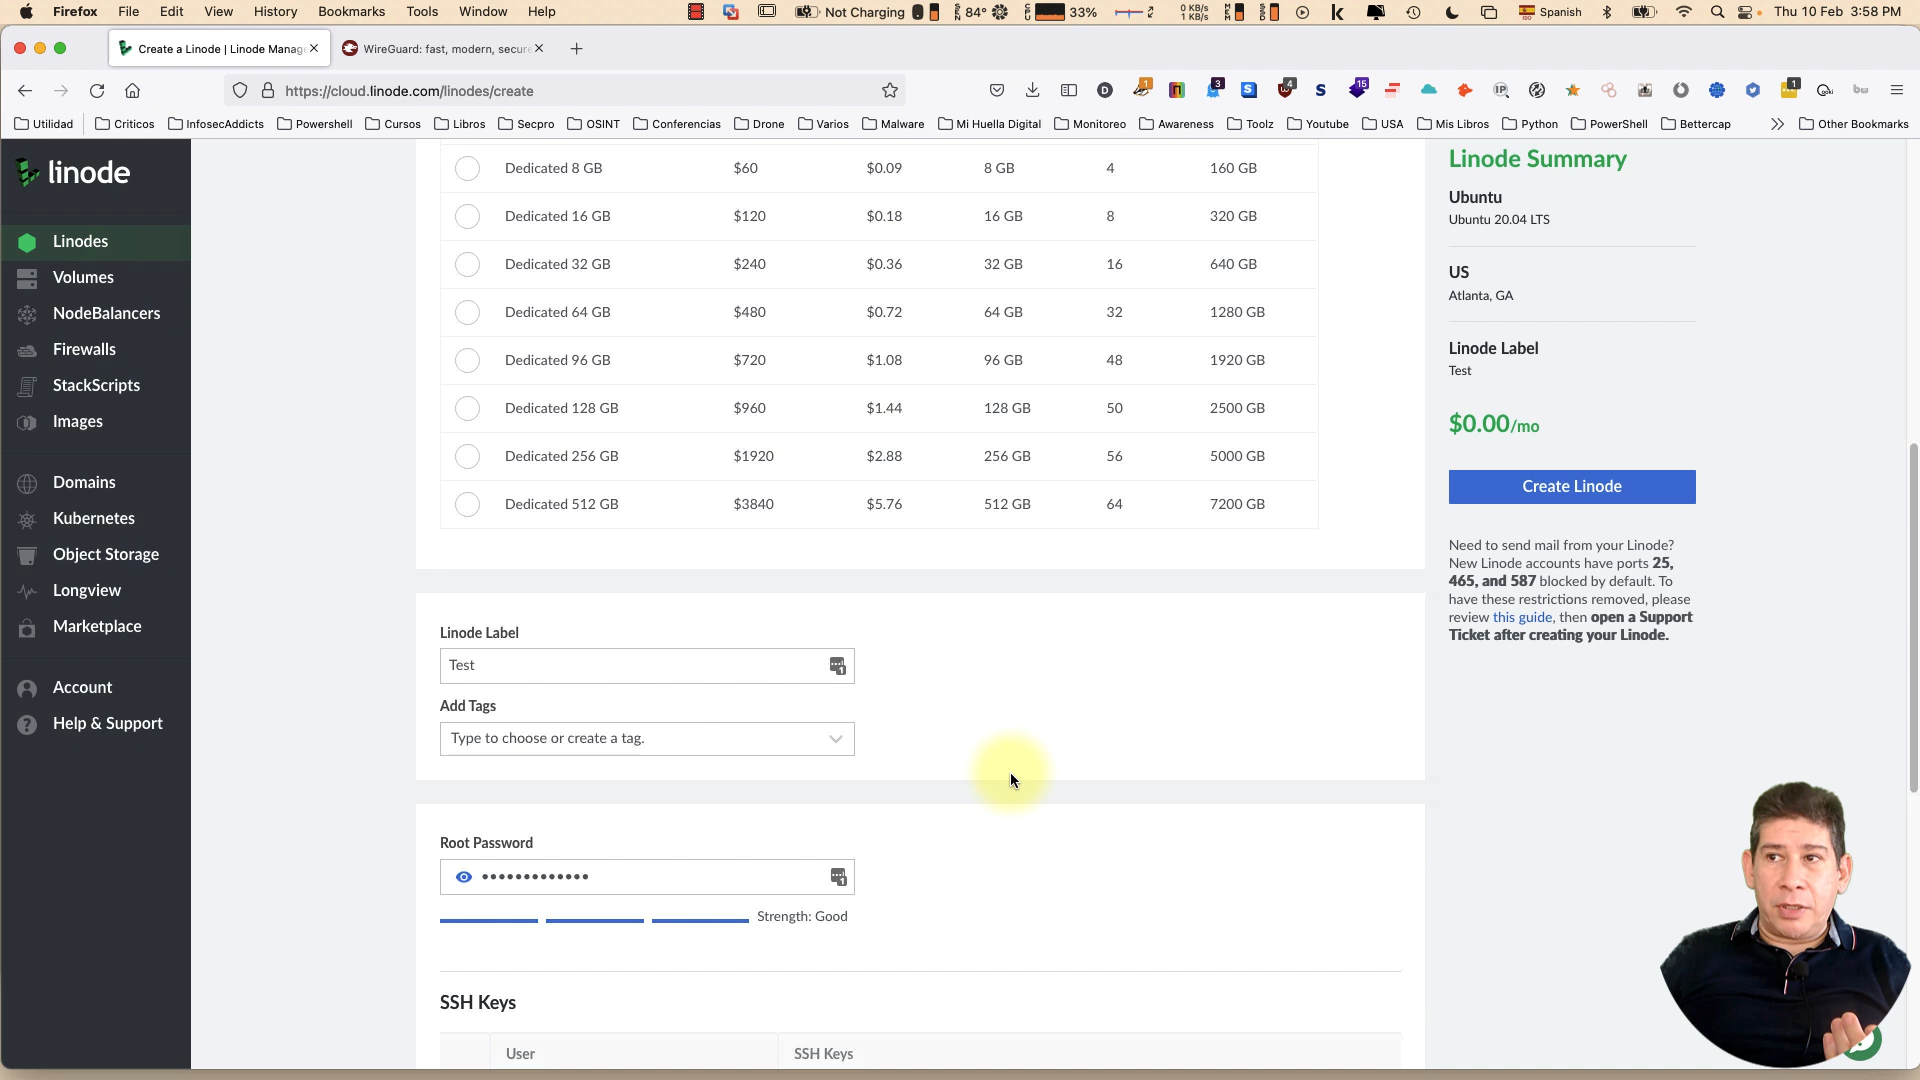 Firefox File Edit View History Bookmarks Tools Window Help Not Charging 84° 33% 0 KB/s 1 KB/s Spanish Thu 10 Feb 3:58 PM
Create a Linode | Linode Manag
WireGuard: fast, modern, secure
https://cloud.linode.com/linodes/create
Utilidad Criticos InfosecAddicts Powershell Cursos Libros Secpro OSINT Conferencias Drone Varios Malware Mi Huella Digital Monitoreo Awareness Toolz Youtube USA Mis Libros Python PowerShell Bettercap Other Bookmarks
linode
Linodes
Volumes
NodeBalancers
Firewalls
StackScripts
Images
Domains
Kubernetes
Object Storage
Longview
Marketplace
Account
Help & Support
Dedicated 8 GB $60 $0.09 8 GB 4 160 GB
Dedicated 16 GB $120 $0.18 16 GB 8 320 GB
Dedicated 32 GB $240 $0.36 32 GB 16 640 GB
Dedicated 64 GB $480 $0.72 64 GB 32 1280 GB
Dedicated 96 GB $720 $1.08 96 GB 48 1920 GB
Dedicated 128 GB $960 $1.44 128 GB 50 2500 GB
Dedicated 256 GB $1920 $2.88 256 GB 56 5000 GB
Dedicated 512 GB $3840 $5.76 512 GB 64 7200 GB
Linode Label
Test
Add Tags
Type to choose or create a tag.
Root Password
•••••••••••••
Strength: Good
SSH Keys
User SSH Keys
Linode Summary
Ubuntu
Ubuntu 20.04 LTS
US
Atlanta, GA
Linode Label
Test
$0.00/mo
Create Linode
Need to send mail from your Linode?
New Linode accounts have ports 25,
465, and 587 blocked by default. To
have these restrictions removed, please
review this guide, then open a Support
Ticket after creating your Linode.